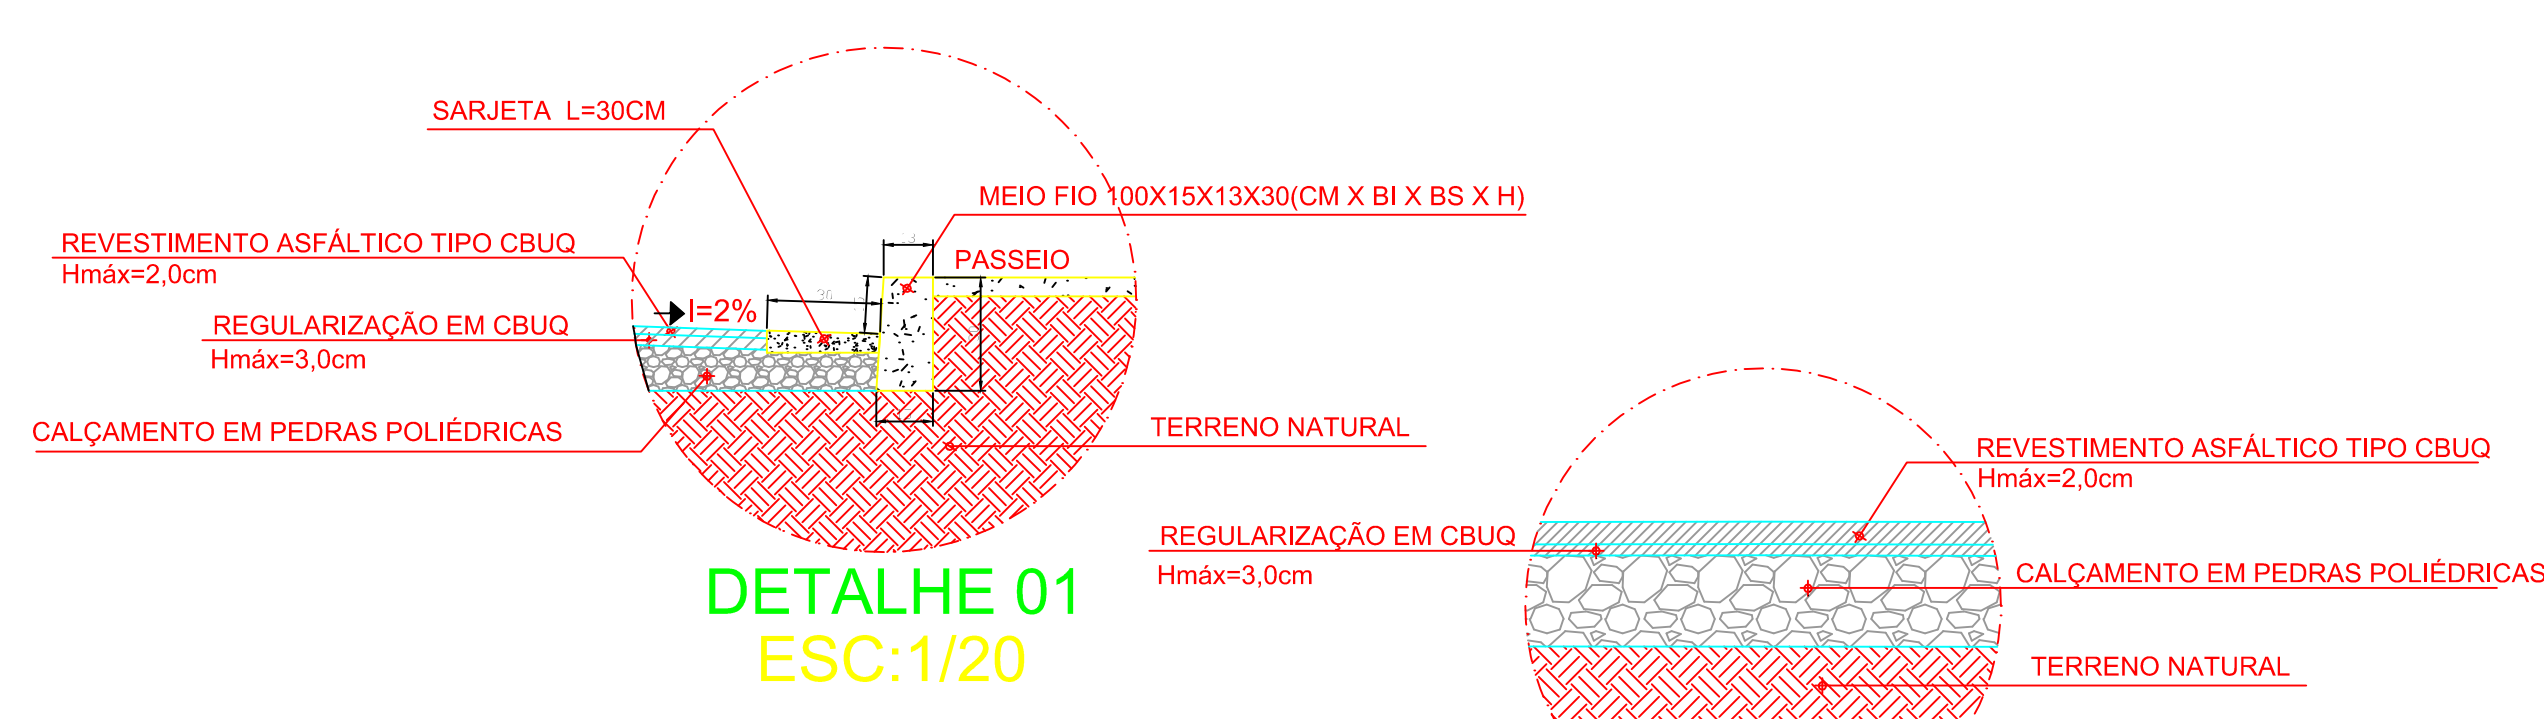 SARJETA  L=30CM
MEIO FIO 100X15X13X30(CM X BI X BS X H)
REVESTIMENTO ASFÁLTICO TIPO CBUQ
Hmáx=2,0cm
13
PASSEIO
30
I=2%
REGULARIZAÇÃO EM CBUQ
Hmáx=3,0cm
CALÇAMENTO EM PEDRAS POLIÉDRICAS
TERRENO NATURAL
DETALHE 01
ESC:1/20
REVESTIMENTO ASFÁLTICO TIPO CBUQ
Hmáx=2,0cm
REGULARIZAÇÃO EM CBUQ
Hmáx=3,0cm
CALÇAMENTO EM PEDRAS POLIÉDRICAS
TERRENO NATURAL